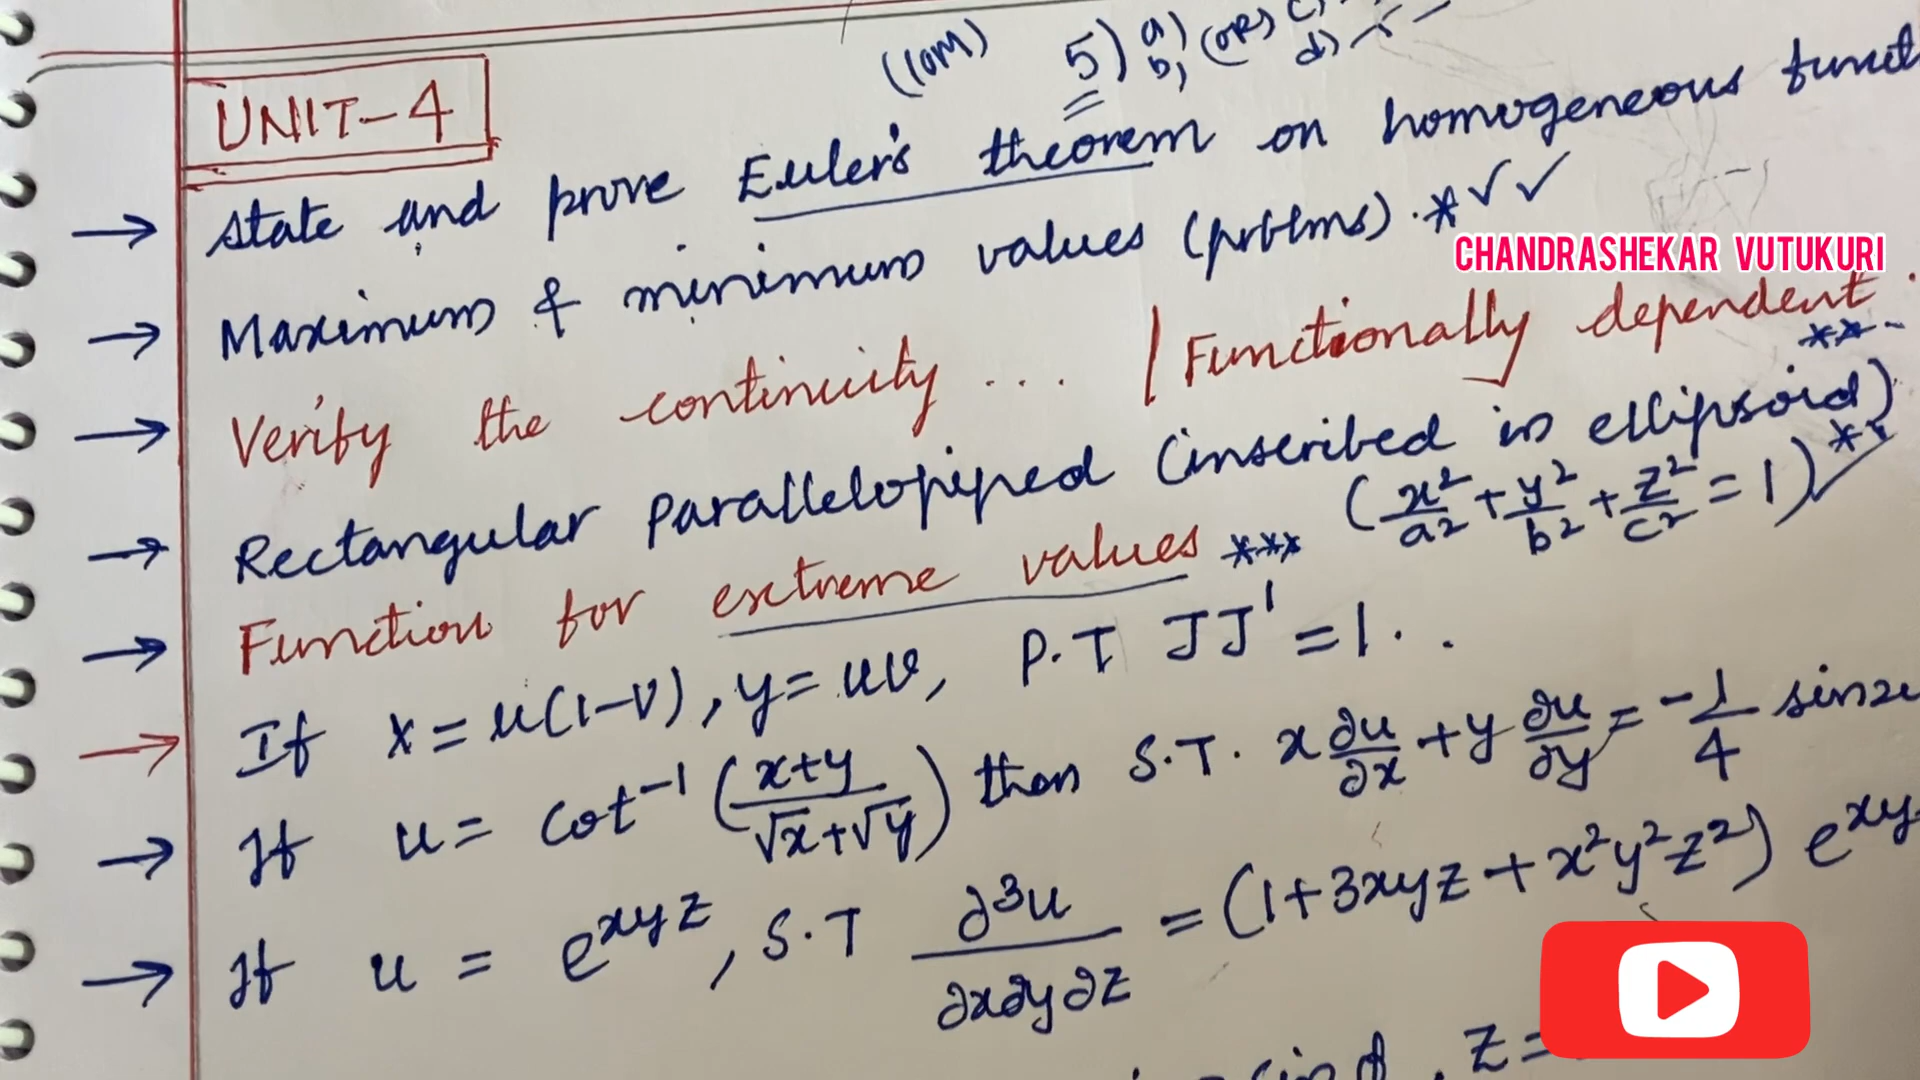 (10M) 5) a) (OR) c)
b) d)
UNIT-4
→ state and prove Euler's theorem on homogeneous funct
→ Maximum & minimum values (prblms). *✓✓
CHANDRASHEKAR VUTUKURI
→ Verify the continuity ... / Functionally dependent. **
→ Rectangular parallelopiped (inscribed in ellipsoid) **
(x²/a² + y²/b² + z²/c² = 1) ✓
→ Function for extreme values ***
→ If x = u(1-v), y = uv, P.T JJ' = 1.
→ If u = cot⁻¹ ((x+y)/(√x+√y)) then S.T. x ∂u/∂x + y ∂u/∂y = -1/4 sin2u
→ If u = e^xyz, S.T ∂³u/∂x∂y∂z = (1+3xyz+x²y²z²) e^xy
z =